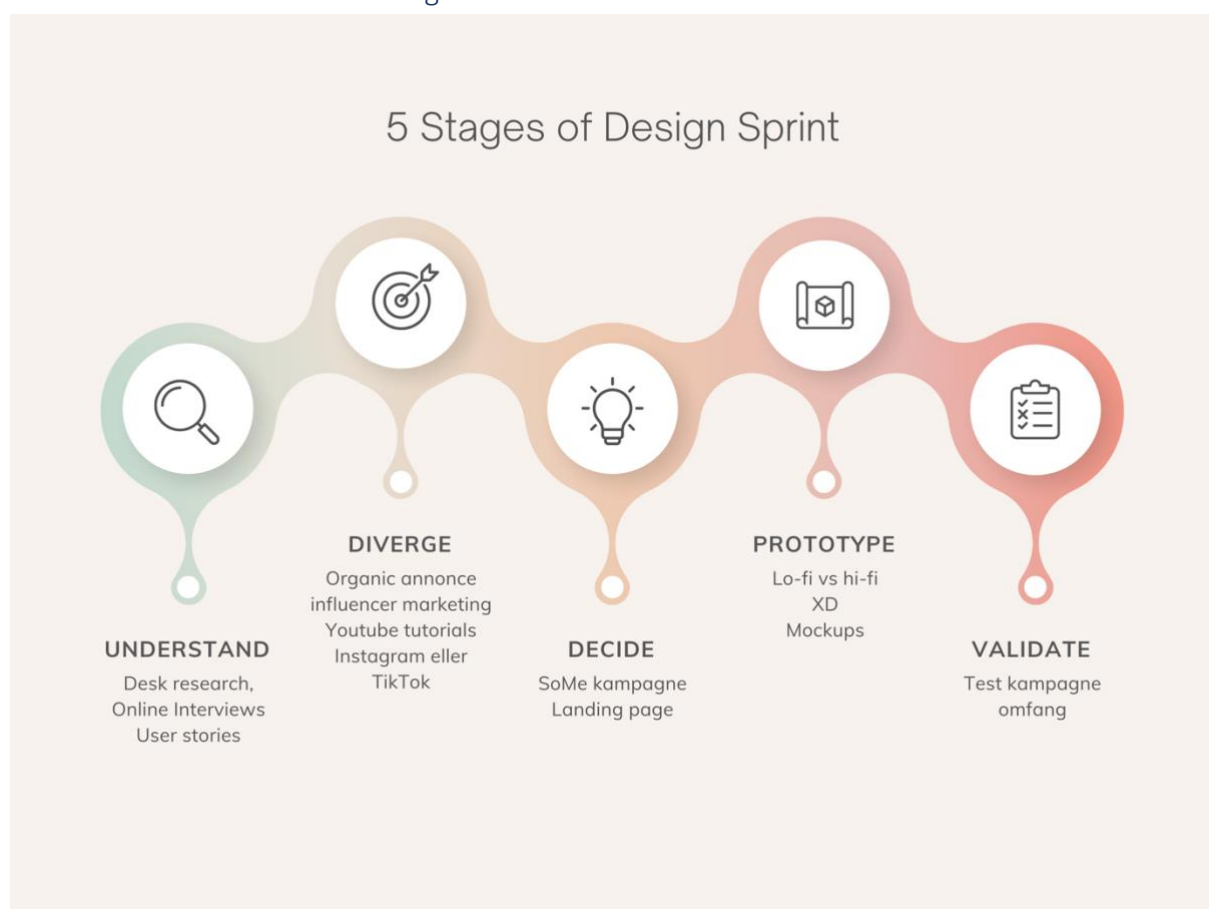 5 Stages of Design Sprint
UNDERSTAND
Desk research,
Online Interviews
User stories
DIVERGE
Organic annonce
influencer marketing
Youtube tutorials
Instagram eller
TikTok
DECIDE
SoMe kampagne
Landing page
PROTOTYPE
Lo-fi vs hi-fi
XD
Mockups
VALIDATE
Test kampagne
omfang